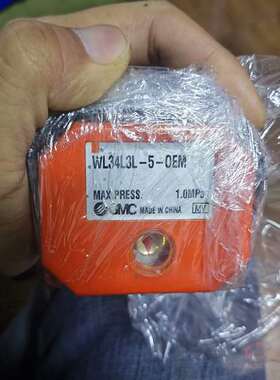 WL34L3L-5-OEM
MAX PRESS. 1.0MPa
SMC MADE IN CHINA